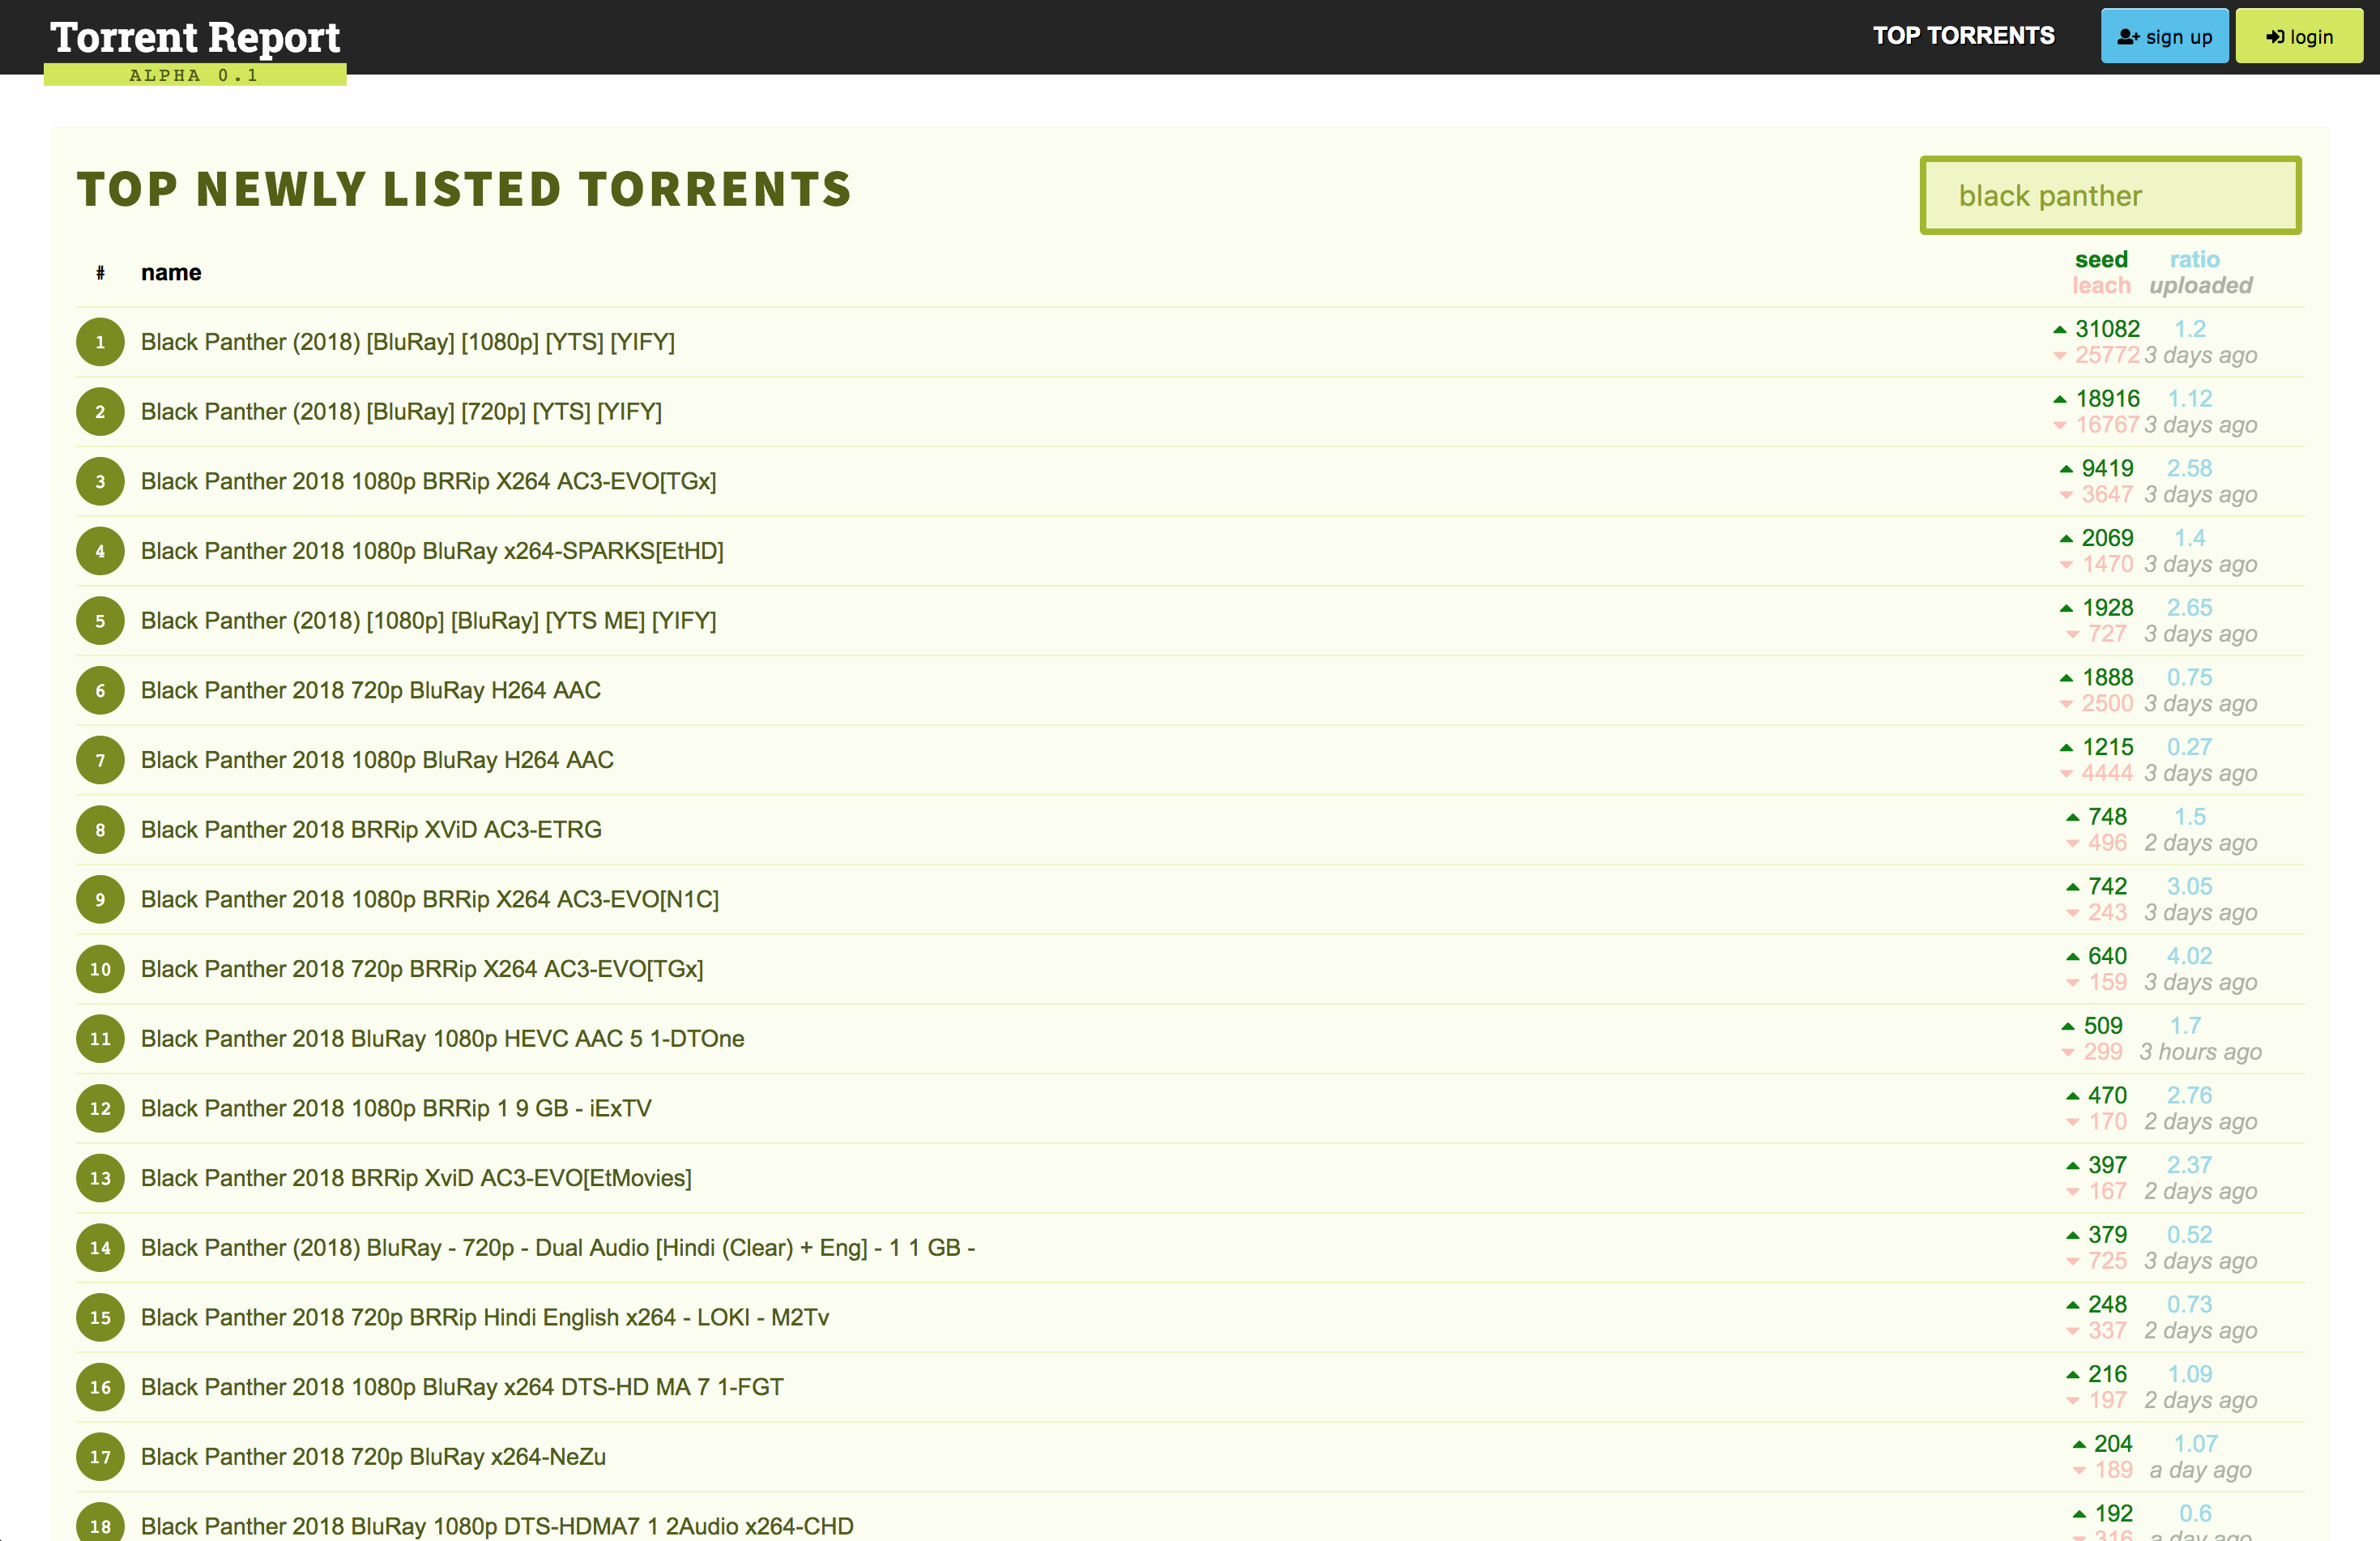 Torrent Report
ALPHA 0.1
TOP TORRENTS
sign up
login
TOP NEWLY LISTED TORRENTS
black panther
# name seed ratio
leach uploaded
1 Black Panther (2018) [BluRay] [1080p] [YTS] [YIFY] 31082 1.2
25772 3 days ago
2 Black Panther (2018) [BluRay] [720p] [YTS] [YIFY] 18916 1.12
16767 3 days ago
3 Black Panther 2018 1080p BRRip X264 AC3-EVO[TGx] 9419 2.58
3647 3 days ago
4 Black Panther 2018 1080p BluRay x264-SPARKS[EtHD] 2069 1.4
1470 3 days ago
5 Black Panther (2018) [1080p] [BluRay] [YTS ME] [YIFY] 1928 2.65
727 3 days ago
6 Black Panther 2018 720p BluRay H264 AAC 1888 0.75
2500 3 days ago
7 Black Panther 2018 1080p BluRay H264 AAC 1215 0.27
4444 3 days ago
8 Black Panther 2018 BRRip XViD AC3-ETRG 748 1.5
496 2 days ago
9 Black Panther 2018 1080p BRRip X264 AC3-EVO[N1C] 742 3.05
243 3 days ago
10 Black Panther 2018 720p BRRip X264 AC3-EVO[TGx] 640 4.02
159 3 days ago
11 Black Panther 2018 BluRay 1080p HEVC AAC 5 1-DTOne 509 1.7
299 3 hours ago
12 Black Panther 2018 1080p BRRip 1 9 GB - iExTV 470 2.76
170 2 days ago
13 Black Panther 2018 BRRip XviD AC3-EVO[EtMovies] 397 2.37
167 2 days ago
14 Black Panther (2018) BluRay - 720p - Dual Audio [Hindi (Clear) + Eng] - 1 1 GB - 379 0.52
725 3 days ago
15 Black Panther 2018 720p BRRip Hindi English x264 - LOKI - M2Tv 248 0.73
337 2 days ago
16 Black Panther 2018 1080p BluRay x264 DTS-HD MA 7 1-FGT 216 1.09
197 2 days ago
17 Black Panther 2018 720p BluRay x264-NeZu 204 1.07
189 a day ago
18 Black Panther 2018 BluRay 1080p DTS-HDMA7 1 2Audio x264-CHD 192 0.6
316 a day ago